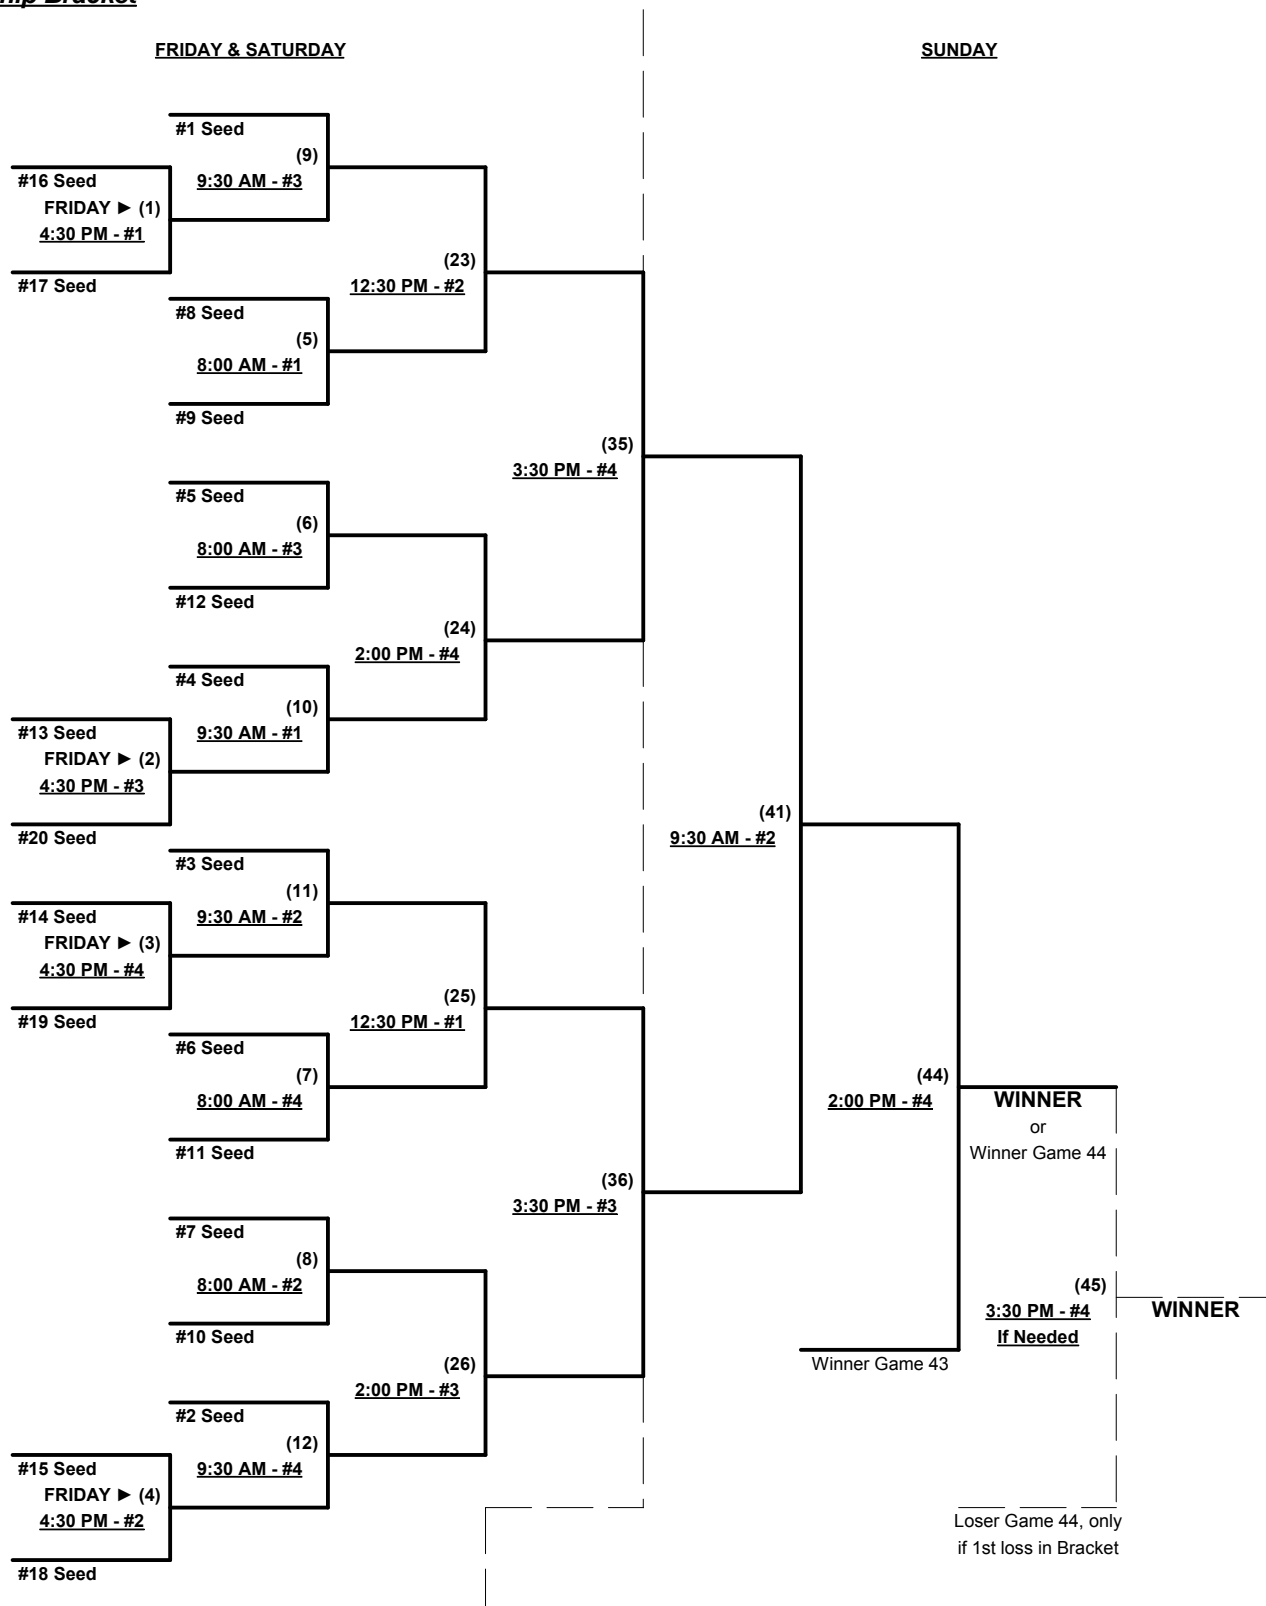 Bracket
FRIDAY & SATURDAY
SUNDAY
#1 Seed
(9)
9:30 AM - #3
#16 Seed
FRIDAY ► (1)
4:30 PM - #1
#17 Seed
(23)
12:30 PM - #2
#8 Seed
(5)
8:00 AM - #1
#9 Seed
(35)
3:30 PM - #4
#5 Seed
(6)
8:00 AM - #3
#12 Seed
(24)
2:00 PM - #4
#4 Seed
(10)
9:30 AM - #1
#13 Seed
FRIDAY ► (2)
4:30 PM - #3
#20 Seed
(41)
9:30 AM - #2
#3 Seed
(11)
9:30 AM - #2
#14 Seed
FRIDAY ► (3)
4:30 PM - #4
#19 Seed
(25)
12:30 PM - #1
#6 Seed
(7)
8:00 AM - #4
#11 Seed
(44)
2:00 PM - #4
WINNER
or
Winner Game 44
(36)
3:30 PM - #3
#7 Seed
(8)
8:00 AM - #2
#10 Seed
(45)
3:30 PM - #4
If Needed
WINNER
Winner Game 43
(26)
2:00 PM - #3
#2 Seed
(12)
9:30 AM - #4
#15 Seed
FRIDAY ► (4)
4:30 PM - #2
#18 Seed
Loser Game 44, only
if 1st loss in Bracket